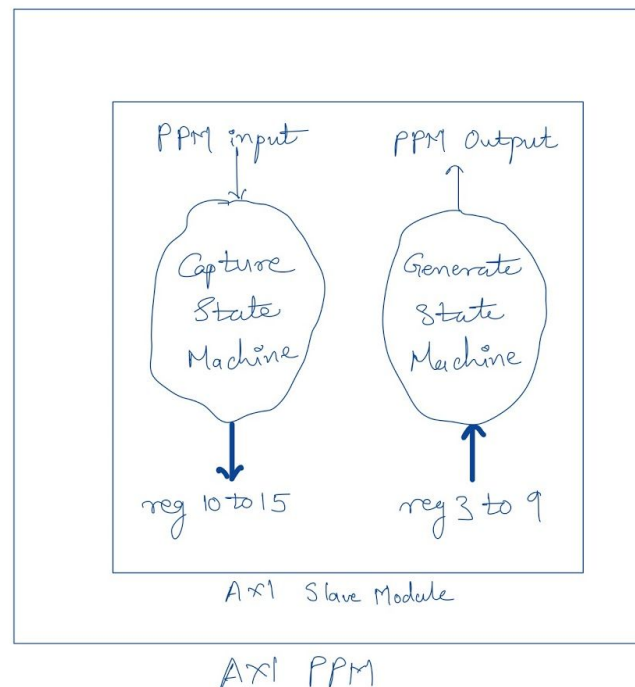 PPM input
PPM Output
Capture
State
Machine
Generate
State
Machine
reg 10 to 15
reg 3 to 9
AXI Slave Module
AXI PPM